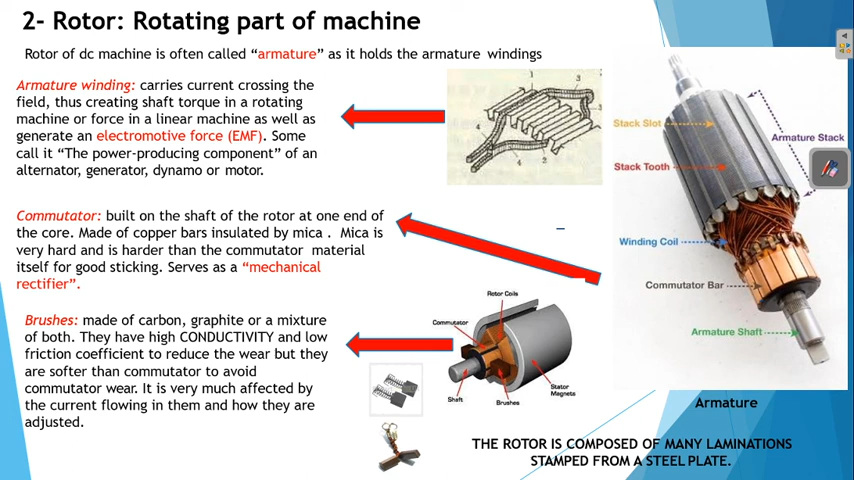 2- Rotor: Rotating part of machine
Rotor of dc machine is often called “armature” as it holds the armature windings
Armature winding: carries current crossing the
field, thus creating shaft torque in a rotating
machine or force in a linear machine as well as
generate an electromotive force (EMF). Some
call it “The power-producing component” of an
alternator, generator, dynamo or motor.
1
3
4
4
2
Commutator: built on the shaft of the rotor at one end of
the core. Made of copper bars insulated by mica . Mica is
very hard and is harder than the commutator material
itself for good sticking. Serves as a “mechanical
rectifier”.
Brushes: made of carbon, graphite or a mixture
of both. They have high CONDUCTIVITY and low
friction coefficient to reduce the wear but they
are softer than commutator to avoid
commutator wear. It is very much affected by
the current flowing in them and how they are
adjusted.
Rotor Coils
Commutator
Shaft
Brushes
Stator
Magnets
Stack Slot
Armature Stack
Stack Tooth
Winding Coil
Commutator Bar
Armature Shaft
Armature
THE ROTOR IS COMPOSED OF MANY LAMINATIONS
STAMPED FROM A STEEL PLATE.